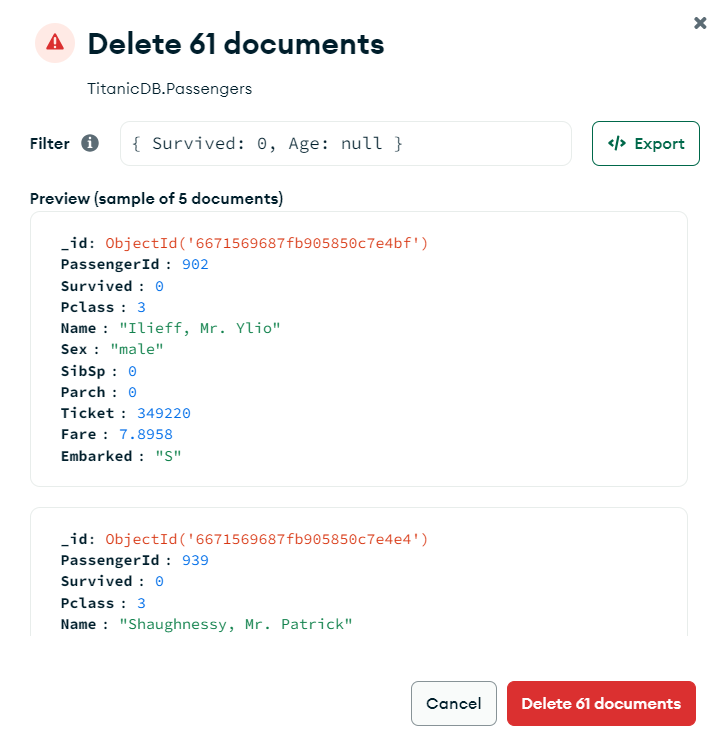 Delete 61 documents
TitanicDB.Passengers
Filter
{ Survived: 0, Age: null }
</> Export
Preview (sample of 5 documents)
_id: ObjectId('6671569687fb905850c7e4bf')
PassengerId : 902
Survived : 0
Pclass : 3
Name : "Ilieff, Mr. Ylio"
Sex : "male"
SibSp : 0
Parch : 0
Ticket : 349220
Fare : 7.8958
Embarked : "S"
_id: ObjectId('6671569687fb905850c7e4e4')
PassengerId : 939
Survived : 0
Pclass : 3
Name : "Shaughnessy, Mr. Patrick"
Cancel
Delete 61 documents